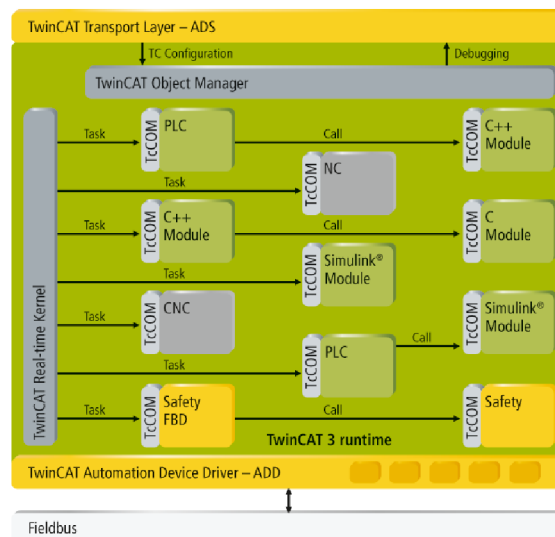 TwinCAT Transport Layer – ADS
TC Configuration
Debugging
TwinCAT Object Manager
TwinCAT Real-time Kernel
Task
TcCOM
PLC
Call
TcCOM
C++
Module
Task
TcCOM
NC
Task
TcCOM
C++
Module
Call
TcCOM
C
Module
Task
TcCOM
Simulink®
Module
Task
TcCOM
CNC
TcCOM
Simulink®
Module
Task
TcCOM
PLC
Call
Task
TcCOM
Safety
FBD
Call
TcCOM
Safety
TwinCAT 3 runtime
TwinCAT Automation Device Driver – ADD
Fieldbus